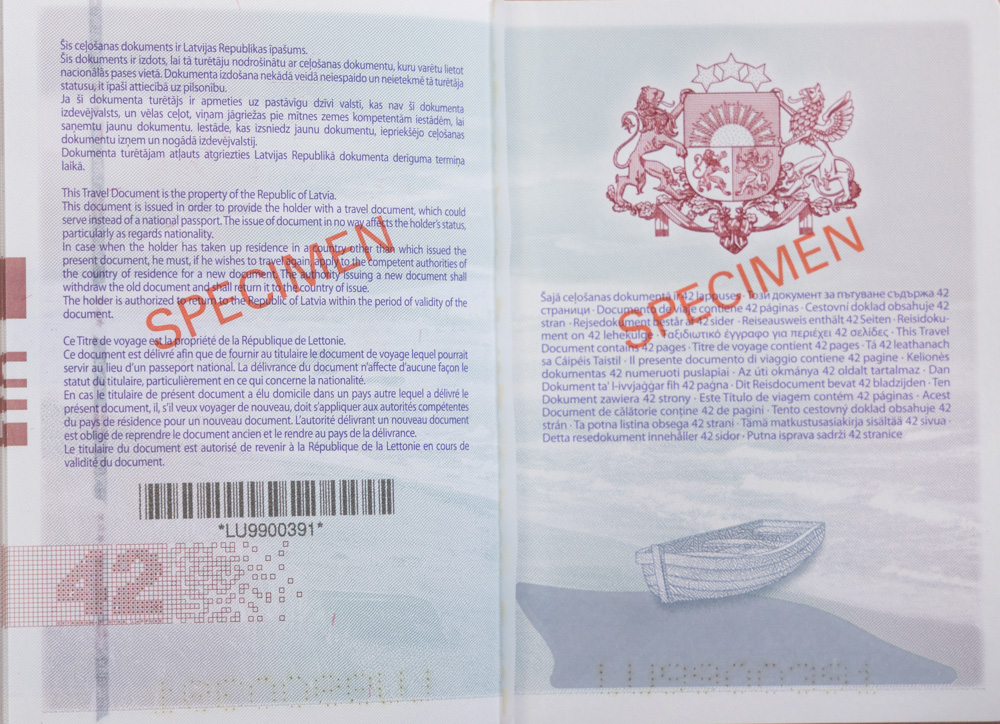 Šis ceļošanas dokuments ir Latvijas Republikas īpašums.
Šis dokuments ir izdots, lai tā turētāju nodrošinātu ar ceļošanas dokumentu, kuru varētu lietot
nacionālās pases vietā. Dokumenta izdošana nekādā veidā neiespaido un neietekmē tā turētāja
statusu, it īpaši attiecībā uz pilsonību.
Ja šī dokumenta turētājs ir apmeties uz pastāvīgu dzīvi valstī, kas nav šī dokumenta
izdevējvalsts, un vēlas ceļot, viņam jāgriežas pie mītnes zemes kompetentām iestādēm, lai
saņemtu jaunu dokumentu. Iestāde, kas izsniedz jaunu dokumentu, iepriekšējo ceļošanas
dokumentu izņem un nogādā izdevējvalstij.
Dokumenta turētājam atļauts atgriezties Latvijas Republikā dokumenta derīguma termiņa
laikā.
This Travel Document is the property of the Republic of Latvia.
This document is issued in order to provide the holder with a travel document, which could
serve instead of a national passport. The issue of document in no way affects the holder's status,
particularly as regards nationality.
In case when the holder has taken up residence in a country other than which issued the
present document, he must, if he wishes to travel again, apply to the competent authorities of
the country of residence for a new document. The authority issuing a new document shall
withdraw the old document and shall return it to the country of issue.
The holder is authorized to return to the Republic of Latvia within the period of validity of the
document.
SPECIMEN
Ce Titre de voyage est la propriété de la République de Lettonie.
Ce document est délivré afin que de fournir au titulaire le document de voyage lequel pourrait
servir au lieu d'un passeport national. La délivrance du document n'affecte d'aucune façon le
statut du titulaire, particulièrement en ce qui concerne la nationalité.
En cas le titulaire de présent document a élu domicile dans un pays autre lequel a délivré le
présent document, il, s'il veux voyager de nouveau, doit s'appliquer aux autorités compétentes
du pays de résidence pour un nouveau document. L'autorité délivrant un nouveau document
est obligé de reprendre le document ancien et le rendre au pays de la délivrance.
Le titulaire du document est autorisé de revenir à la République de la Lettonie en cours de
validité du document.
*LU9900391*
42
SPECIMEN
Šajā ceļošanas dokumentā ir 42 lappuses · Този документ за пътуване съдържа 42
страници · Documento de viaje contiene 42 páginas · Cestovní doklad obsahuje 42
stran · Rejsedokument består af 42 sider · Reiseausweis enthält 42 Seiten · Reisidoku-
ment on 42 leheküljel · Ταξιδιωτικό έγγραφο να περιέχει 42 σελίδες · This Travel
Document contains 42 pages · Titre de voyage contient 42 pages · Tá 42 leathanach
sa Cáipéis Taistil · Il presente documento di viaggio contiene 42 pagine · Kelionės
dokumentas 42 numeruoti puslapiai · Az úti okmánya 42 oldalt tartalmaz · Dan
Dokument ta' l-ivvjaġġar fih 42 paġna · Dit Reisdocument bevat 42 bladzijden · Ten
Dokument zawiera 42 strony · Este Título de viagem contém 42 páginas · Acest
Document de călătorie conține 42 de pagini · Tento cestovný doklad obsahuje 42
strán · Ta potna listina obsega 42 strani · Tämä matkustusasiakirja sisältää 42 sivua ·
Detta resedokument innehåller 42 sidor · Putna isprava sadrži 42 stranice
LU9900391